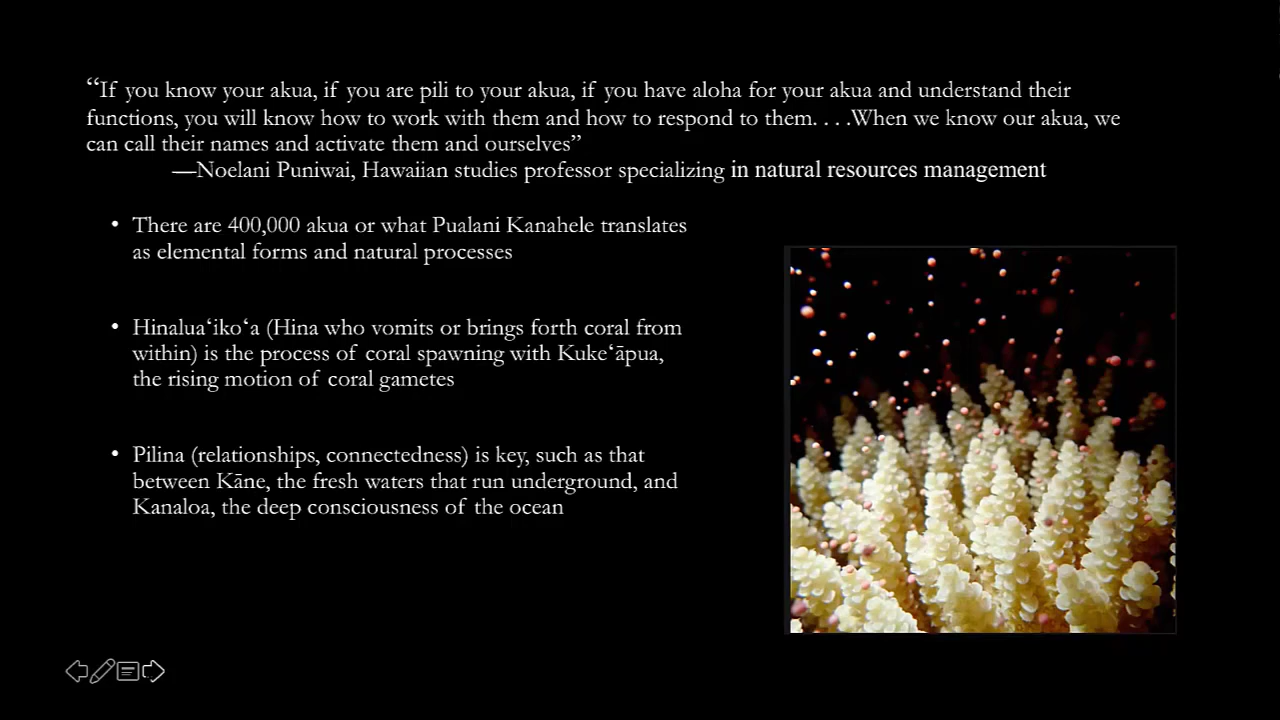 “If you know your akua, if you are pili to your akua, if you have aloha for your akua and understand their
functions, you will know how to work with them and how to respond to them. . . .When we know our akua, we
can call their names and activate them and ourselves”
—Noelani Puniwai, Hawaiian studies professor specializing in natural resources management
• There are 400,000 akua or what Pualani Kanahele translates
as elemental forms and natural processes
• Hinaluaʻikoʻa (Hina who vomits or brings forth coral from
within) is the process of coral spawning with Kukeʻāpua,
the rising motion of coral gametes
• Pilina (relationships, connectedness) is key, such as that
between Kāne, the fresh waters that run underground, and
Kanaloa, the deep consciousness of the ocean